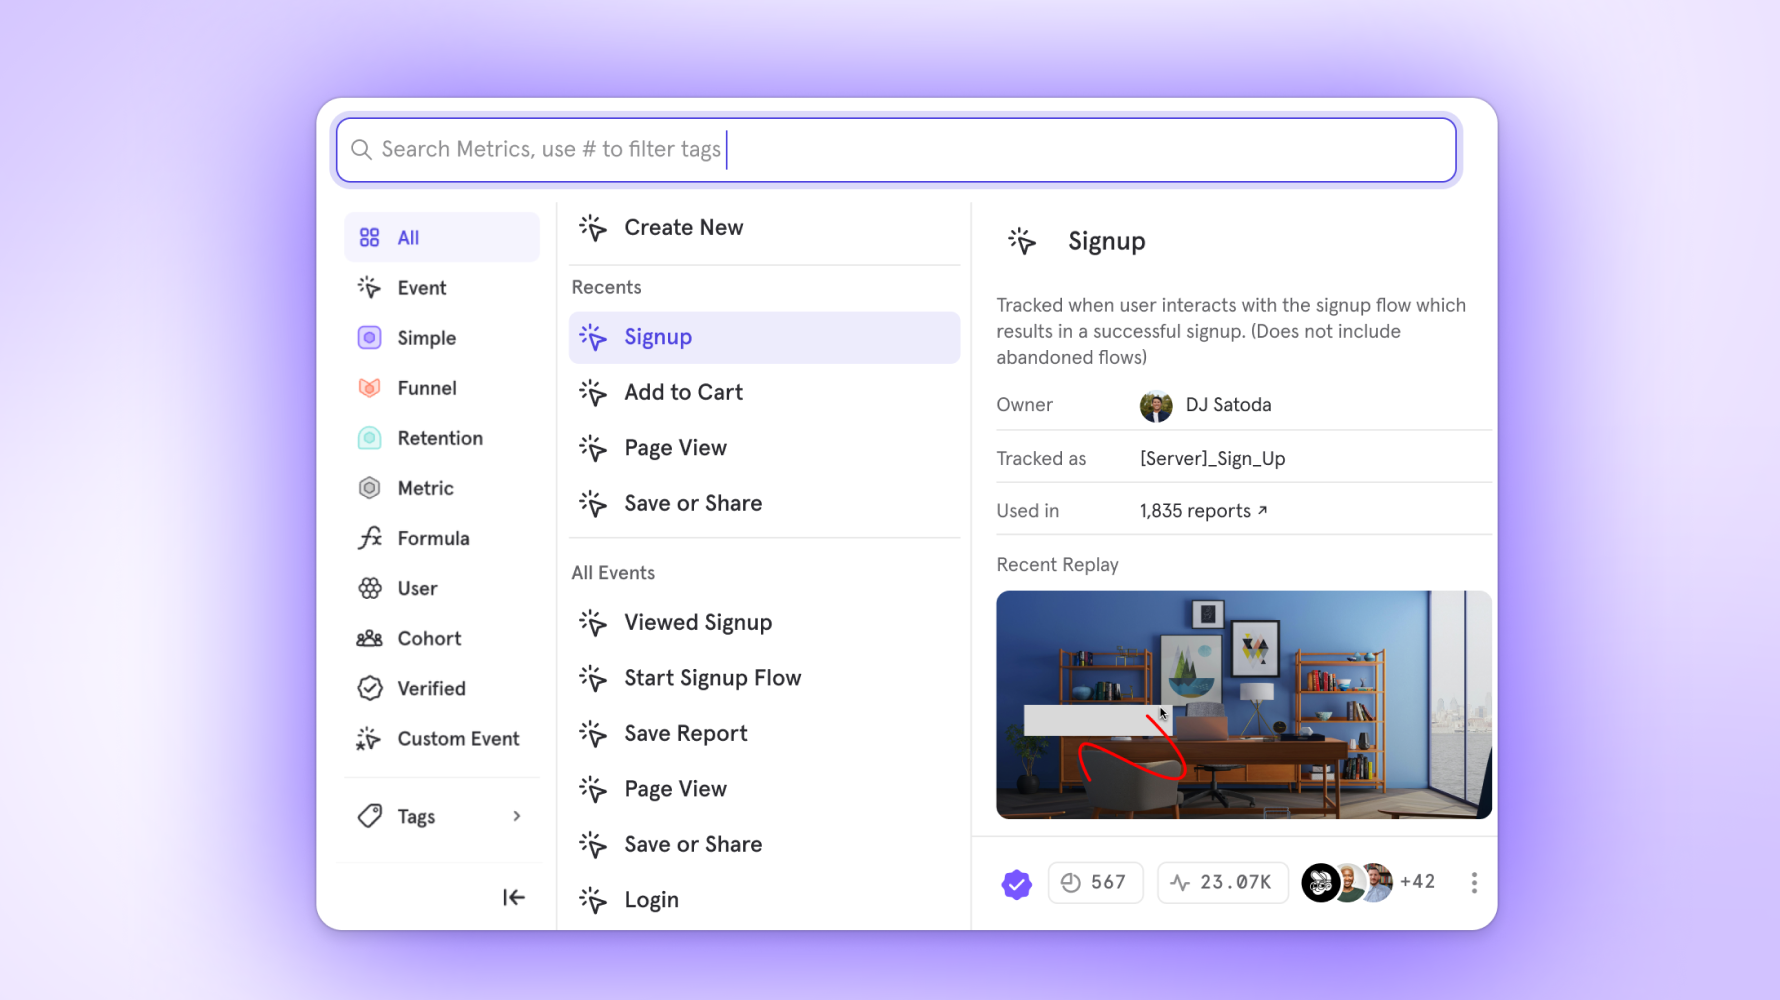 Search Metrics, use # to filter tags
All
Event
Simple
Funnel
Retention
Metric
Formula
User
Cohort
Verified
Custom Event
Tags
Create New
Recents
Signup
Add to Cart
Page View
Save or Share
All Events
Viewed Signup
Start Signup Flow
Save Report
Page View
Save or Share
Login
Signup
Tracked when user interacts with the signup flow which
results in a successful signup. (Does not include
abandoned flows)
Owner DJ Satoda
Tracked as [Server]_Sign_Up
Used in 1,835 reports ↗
Recent Replay
567 23.07K +42